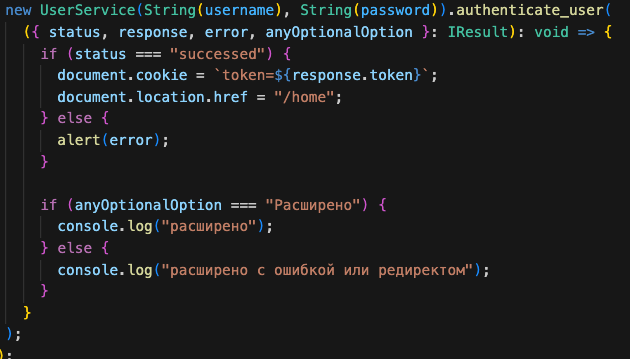 new UserService(String(username), String(password)).authenticate_user(
({ status, response, error, anyOptionalOption }: IResult): void => {
if (status === "successed") {
document.cookie = `token=${response.token}`;
document.location.href = "/home";
} else {
alert(error);
}
if (anyOptionalOption === "Расширено") {
console.log("расширено");
} else {
console.log("расширено с ошибкой или редиректом");
}
}
);
);